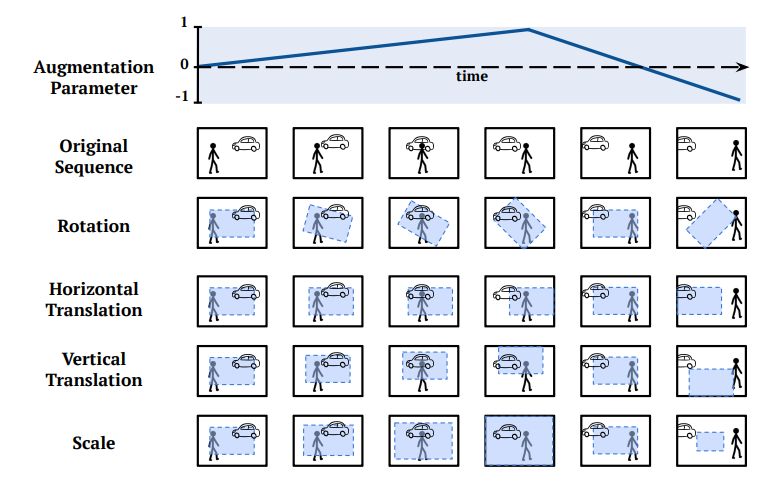 1
0
-1
Augmentation
Parameter
time
Original
Sequence
Rotation
Horizontal
Translation
Vertical
Translation
Scale